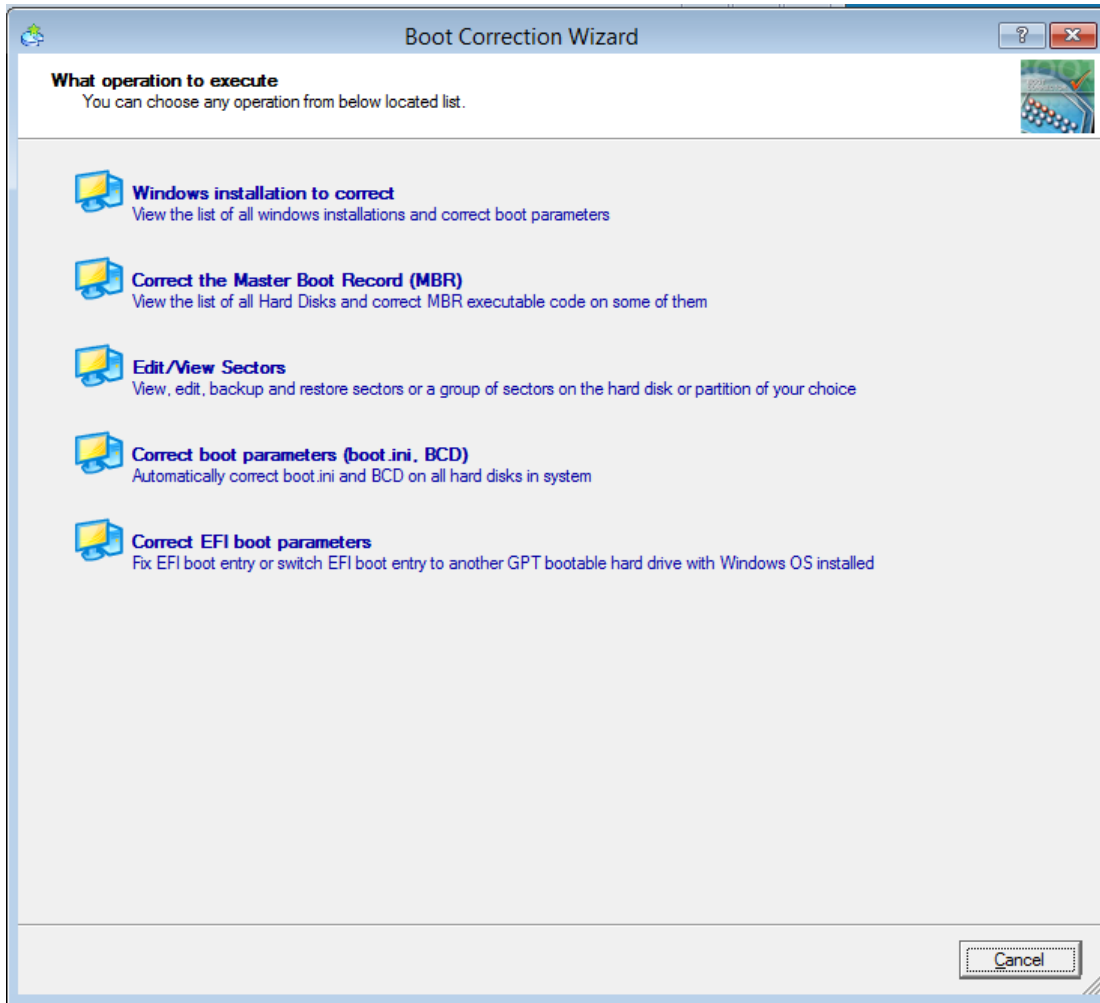 Boot Correction Wizard
What operation to execute
You can choose any operation from below located list.
Windows installation to correct
View the list of all windows installations and correct boot parameters
Correct the Master Boot Record (MBR)
View the list of all Hard Disks and correct MBR executable code on some of them
Edit/View Sectors
View, edit, backup and restore sectors or a group of sectors on the hard disk or partition of your choice
Correct boot parameters (boot.ini, BCD)
Automatically correct boot.ini and BCD on all hard disks in system
Correct EFI boot parameters
Fix EFI boot entry or switch EFI boot entry to another GPT bootable hard drive with Windows OS installed
Cancel